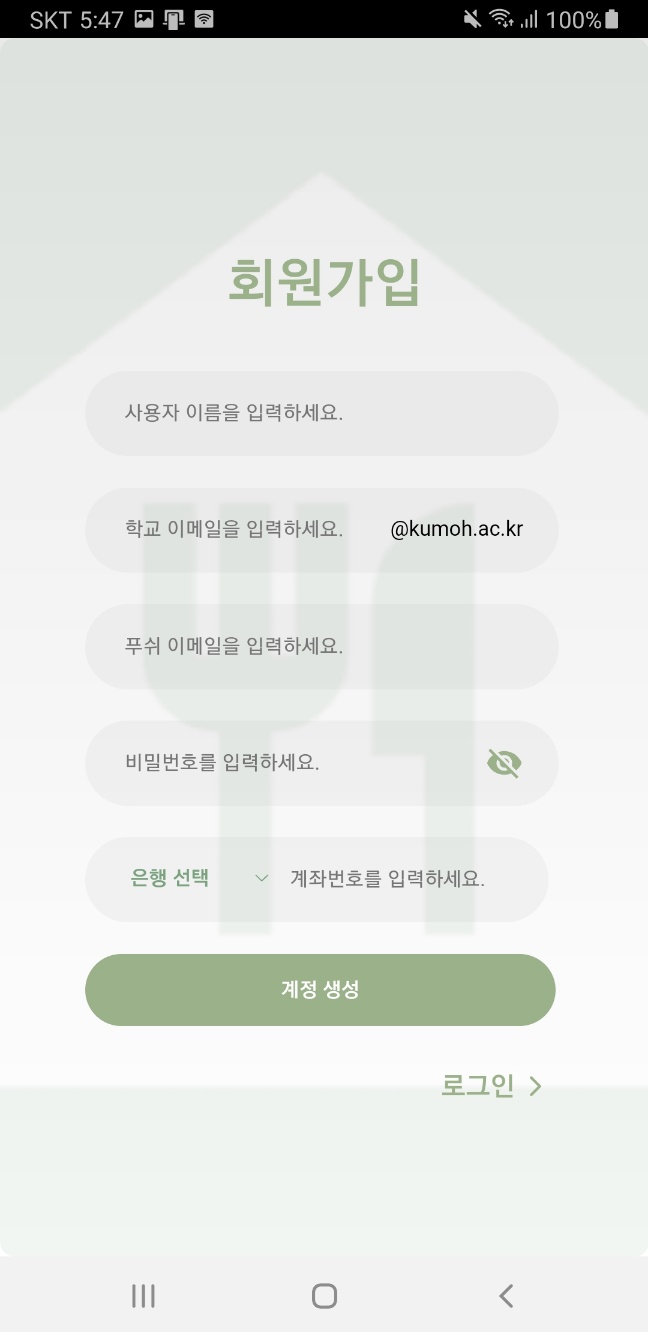 SKT 5:47 100%
회원가입
사용자 이름을 입력하세요.
학교 이메일을 입력하세요. @kumoh.ac.kr
푸쉬 이메일을 입력하세요.
비밀번호를 입력하세요.
은행 선택 계좌번호를 입력하세요.
계정 생성
로그인